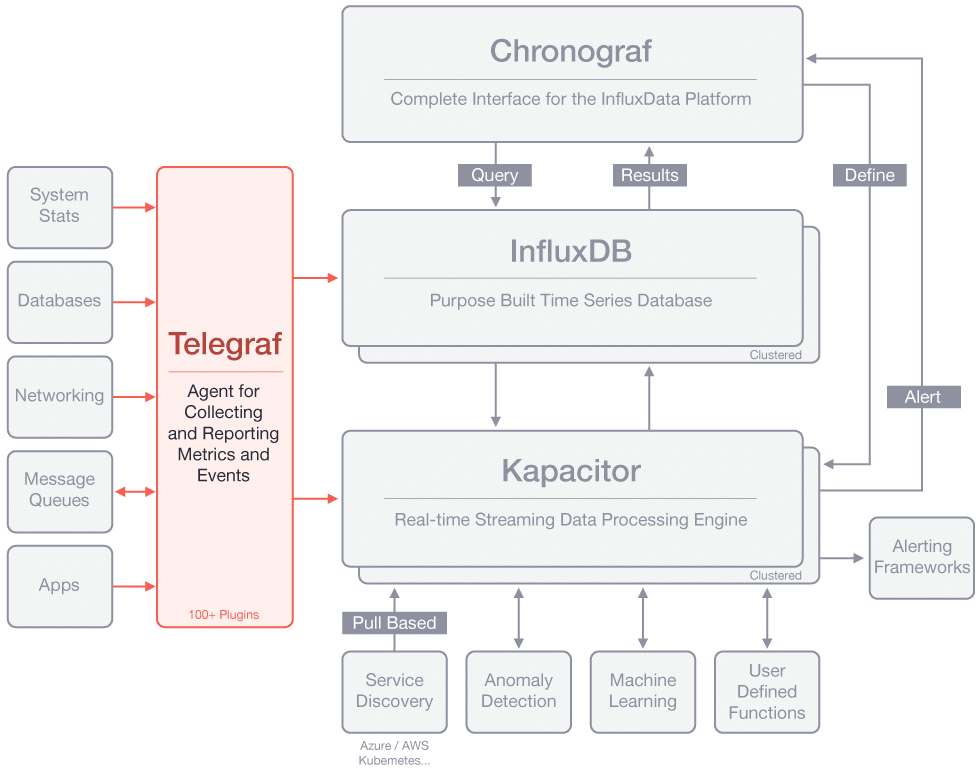 Chronograf
Complete Interface for the InfluxData Platform
Query
Results
Define
System
Stats
Databases
Networking
Message
Queues
Apps
Telegraf
Agent for
Collecting
and Reporting
Metrics and
Events
100+ Plugins
InfluxDB
Purpose Built Time Series Database
Clustered
Alert
Kapacitor
Real-time Streaming Data Processing Engine
Clustered
Alerting
Frameworks
Pull Based
Service
Discovery
Azure / AWS
Kubemetes...
Anomaly
Detection
Machine
Learning
User
Defined
Functions